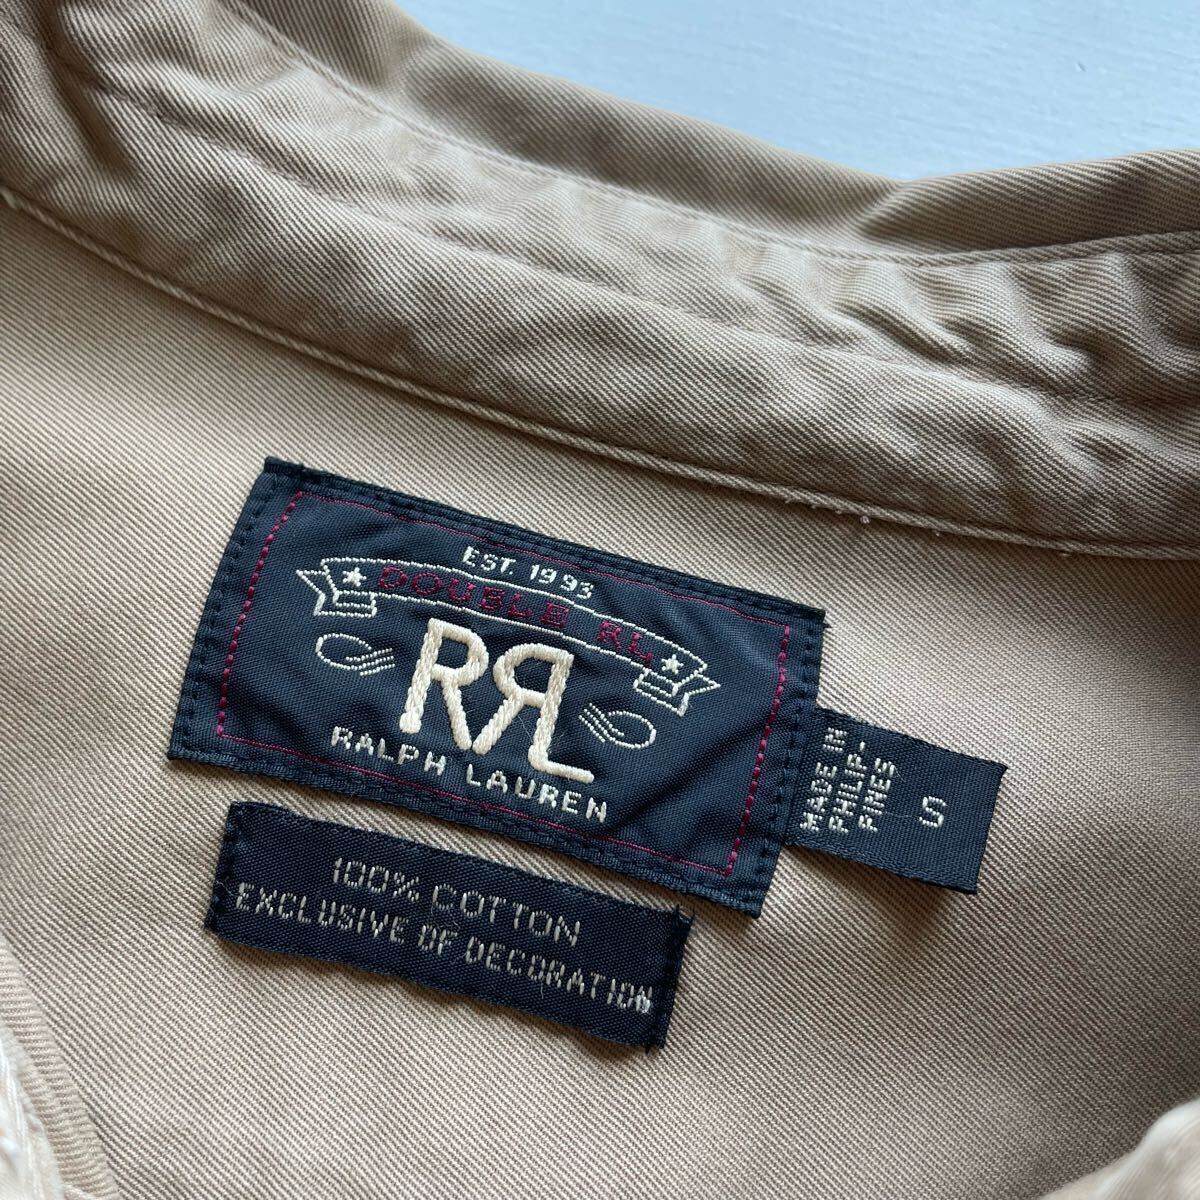 EST. 1993
DOUBLE RL
RRL
RALPH LAUREN
MADE IN
PHILIP-
PINES
S
100% COTTON
EXCLUSIVE OF DECORATION